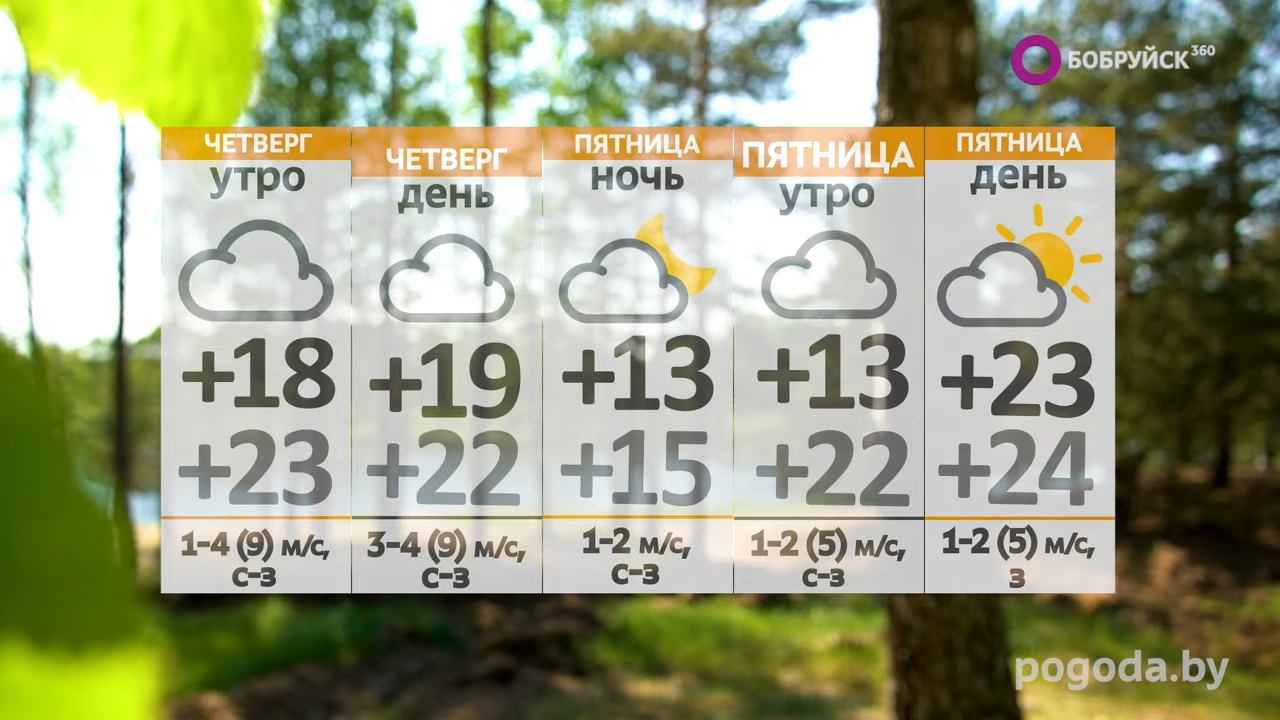 БОБРУЙСК360
ЧЕТВЕРГ
утро
+18
+23
1-4 (9) м/с,
с-з
ЧЕТВЕРГ
день
+19
+22
3-4 (9) м/с,
с-з
ПЯТНИЦА
ночь
+13
+15
1-2 м/с,
с-з
ПЯТНИЦА
утро
+13
+22
1-2 (5) м/с,
с-з
ПЯТНИЦА
день
+23
+24
1-2 (5) м/с,
з
pogoda.by